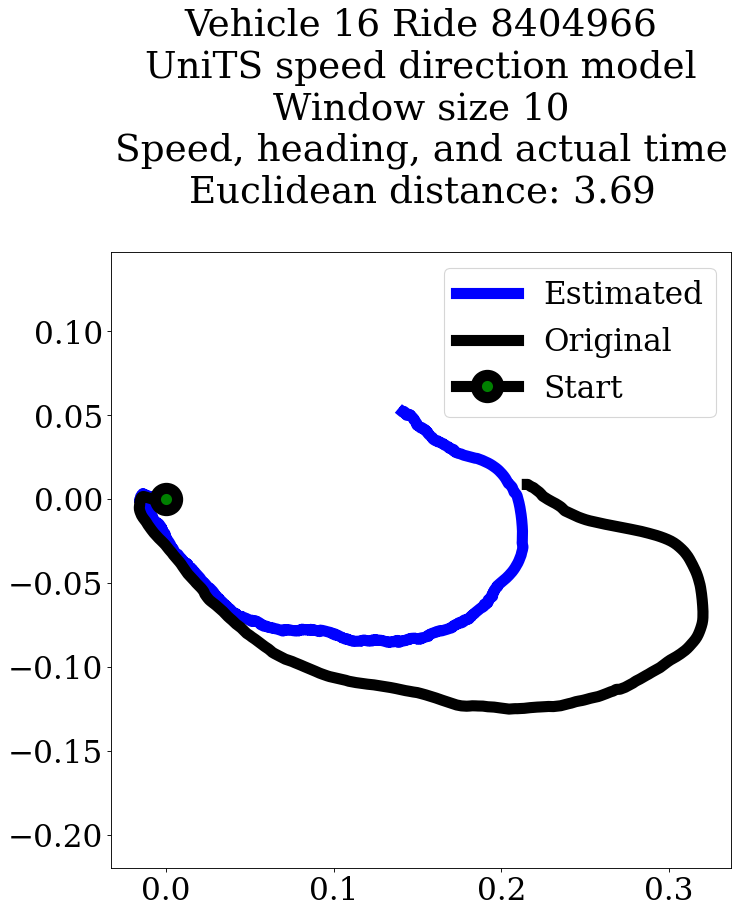 Vehicle 16 Ride 8404966
UniTS speed direction model
Window size 10
Speed, heading, and actual time
Euclidean distance: 3.69
Estimated
Original
Start
0.10
0.05
0.00
−0.05
−0.10
−0.15
−0.20
0.0 0.1 0.2 0.3